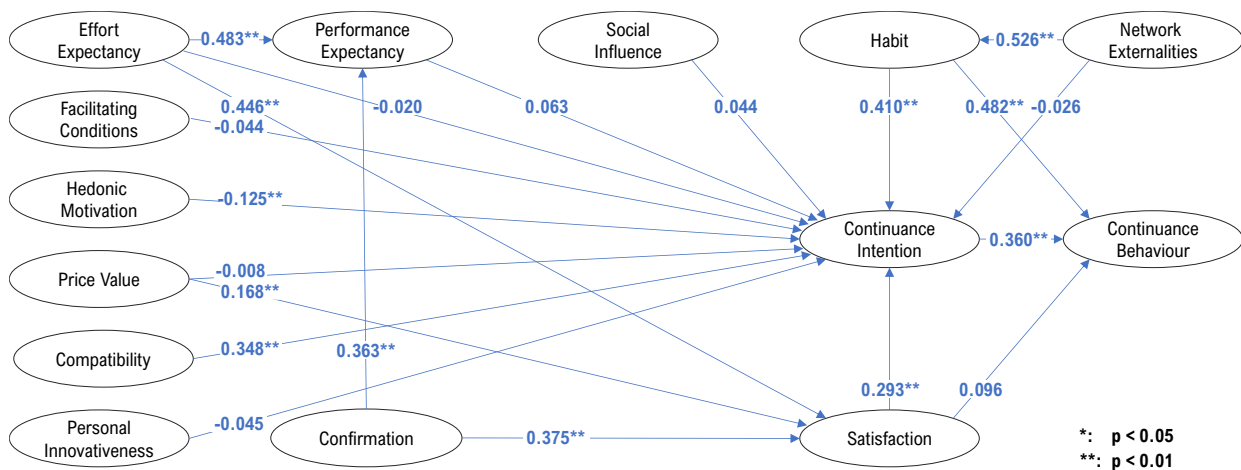 Effort
Expectancy
0.483**
Performance
Expectancy
Social
Influence
Habit
0.526**
Network
Externalities
Facilitating
Conditions
0.446**
-0.044
-0.020
0.063
0.044
0.410**
0.482**
-0.026
Hedonic
Motivation
-0.125**
Continuance
Intention
0.360**
Continuance
Behaviour
Price Value
-0.008
0.168**
Compatibility
0.348**
0.363**
0.293**
0.096
Personal
Innovativeness
-0.045
Confirmation
0.375**
Satisfaction
*: p < 0.05
**: p < 0.01